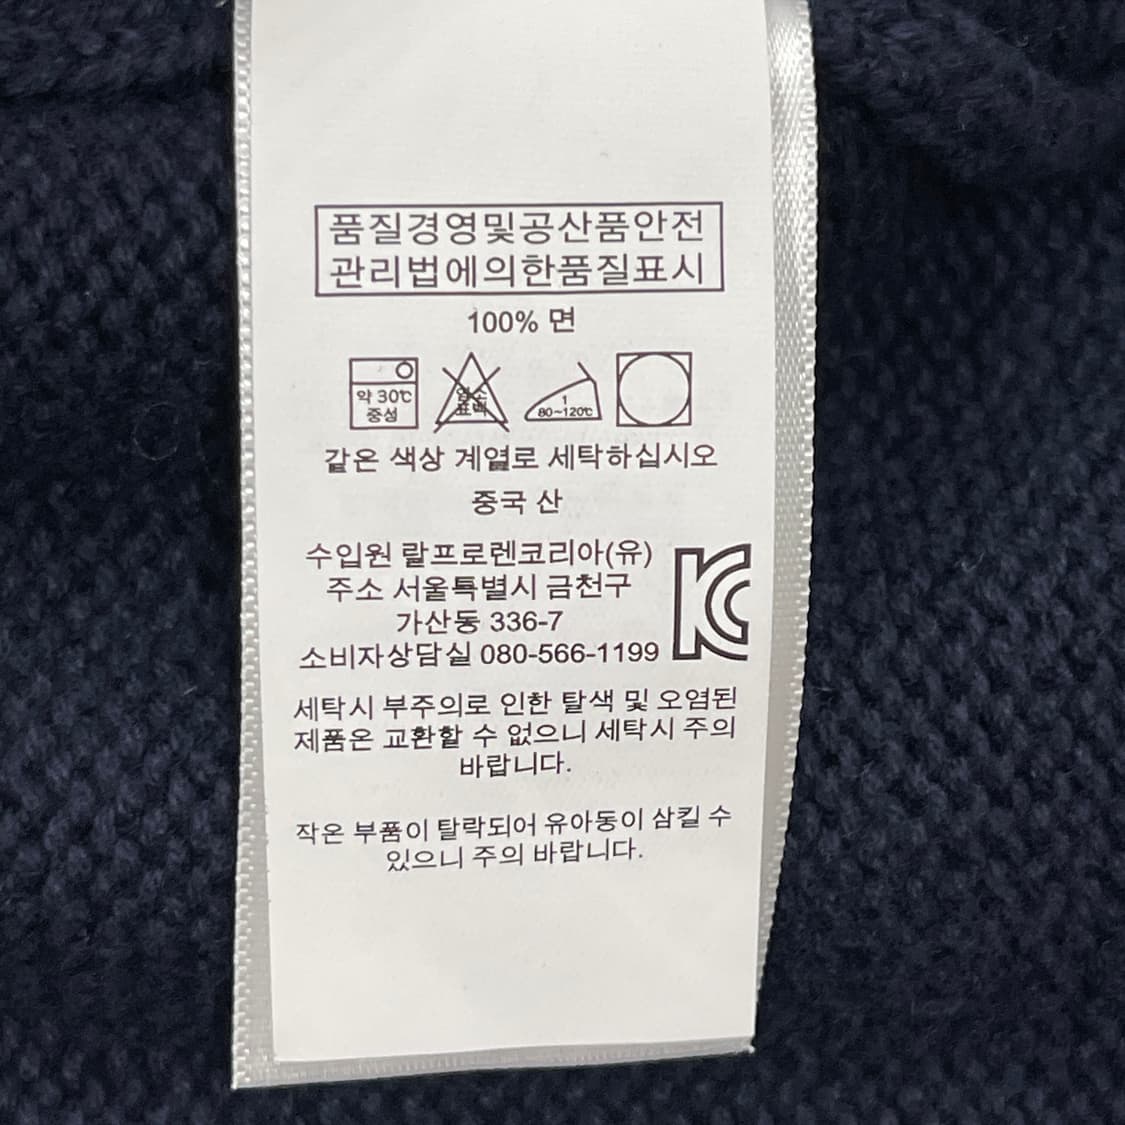 품질경영및공산품안전
관리법에의한품질표시
100% 면
약 30℃
중성
염소
표백
1
80~120℃
같은 색상 계열로 세탁하십시오
중국 산
수입원 랄프로렌코리아(유)
주소 서울특별시 금천구
가산동 336-7
소비자상담실 080-566-1199
세탁시 부주의로 인한 탈색 및 오염된
제품은 교환할 수 없으니 세탁시 주의
바랍니다.
작은 부품이 탈락되어 유아동이 삼킬 수
있으니 주의 바랍니다.